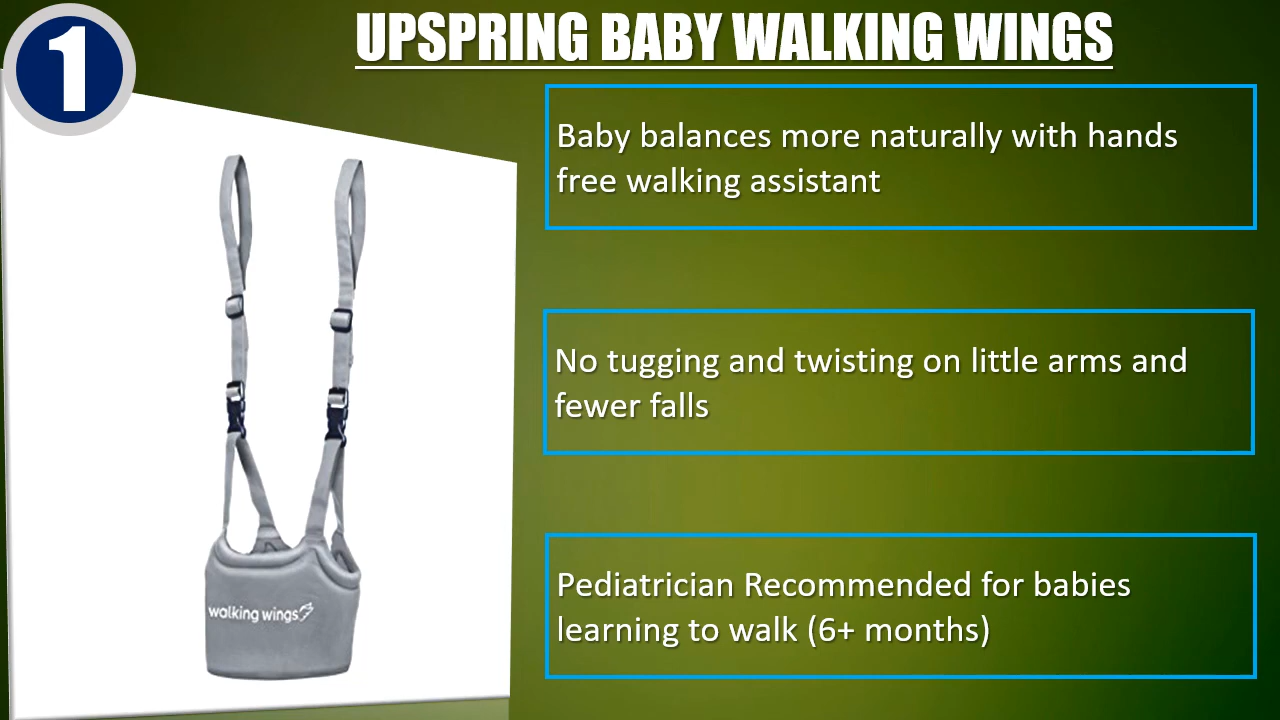 1
UPSPRING BABY WALKING WINGS
Baby balances more naturally with hands
free walking assistant
No tugging and twisting on little arms and
fewer falls
Pediatrician Recommended for babies
learning to walk (6+ months)
walking wings